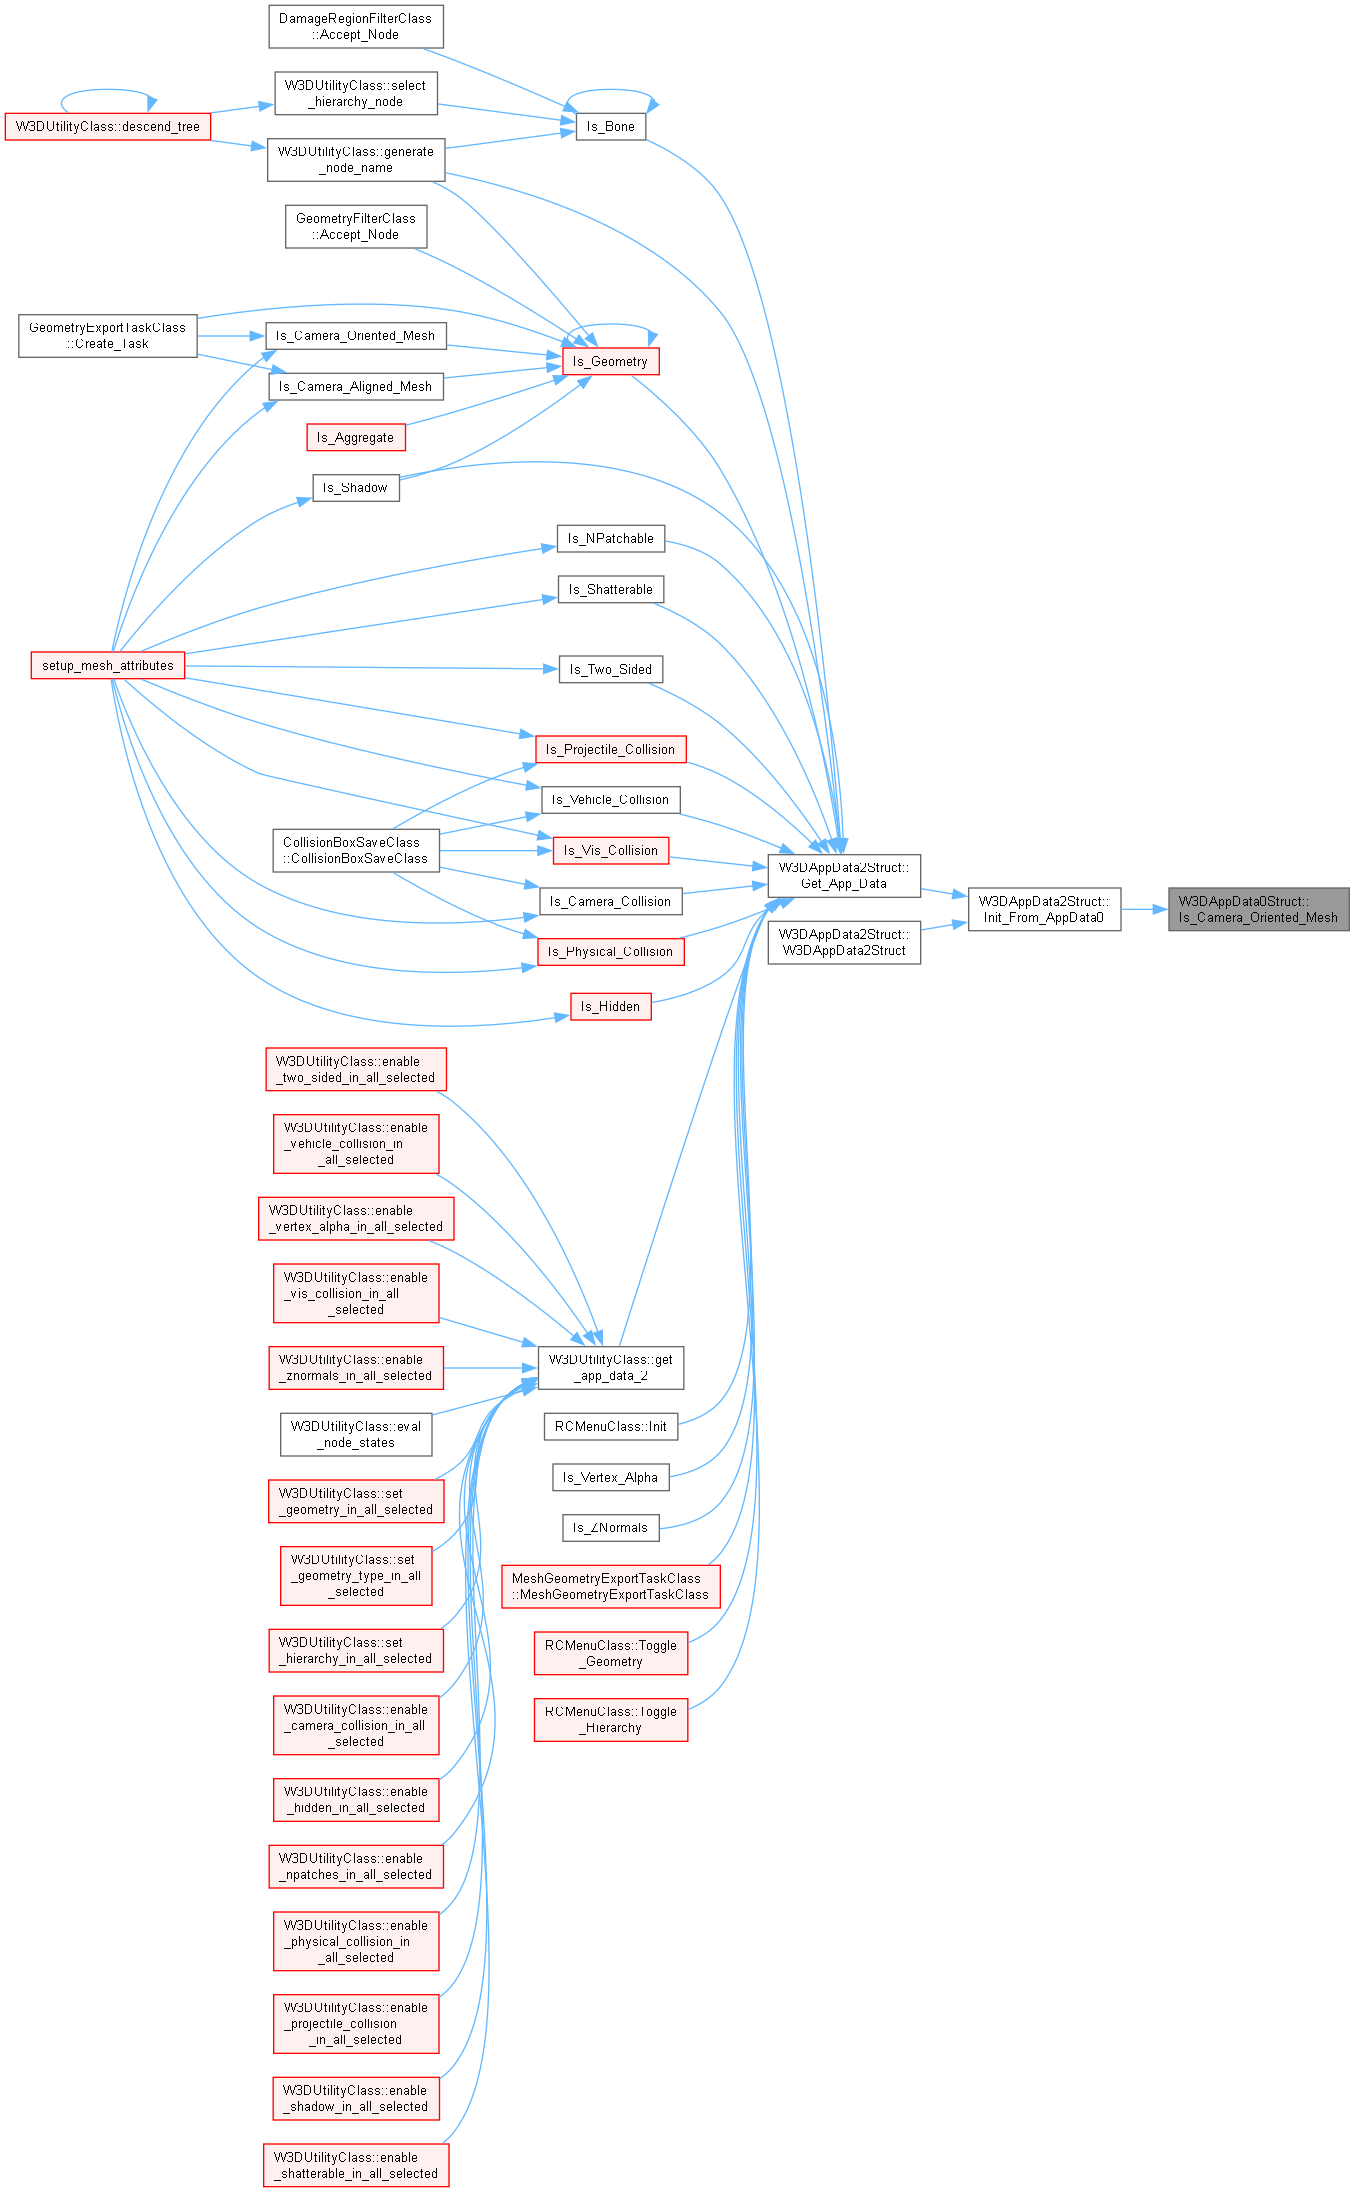 DamageRegionFilterClass
::Accept_Node
W3DUtilityClass::select
_hierarchy_node
W3DUtilityClass::descend_tree
Is_Bone
W3DUtilityClass::generate
_node_name
GeometryFilterClass
::Accept_Node
GeometryExportTaskClass
::Create_Task
Is_Camera_Oriented_Mesh
Is_Geometry
Is_Camera_Aligned_Mesh
Is_Aggregate
Is_Shadow
Is_NPatchable
Is_Shatterable
setup_mesh_attributes
Is_Two_Sided
Is_Projectile_Collision
Is_Vehicle_Collision
CollisionBoxSaveClass
::CollisionBoxSaveClass
Is_Vis_Collision
W3DAppData2Struct::
Get_App_Data
Is_Camera_Collision
W3DAppData2Struct::
Init_From_AppData0
W3DAppData0Struct::
Is_Camera_Oriented_Mesh
W3DAppData2Struct::
W3DAppData2Struct
Is_Physical_Collision
Is_Hidden
W3DUtilityClass::enable
_two_sided_in_all_selected
W3DUtilityClass::enable
_vehicle_collision_in
_all_selected
W3DUtilityClass::enable
_vertex_alpha_in_all_selected
W3DUtilityClass::enable
_vis_collision_in_all
_selected
W3DUtilityClass::enable
_znormals_in_all_selected
W3DUtilityClass::get
_app_data_2
W3DUtilityClass::eval
_node_states
RCMenuClass::Init
Is_Vertex_Alpha
W3DUtilityClass::set
_geometry_in_all_selected
Is_ZNormals
W3DUtilityClass::set
_geometry_type_in_all
_selected
MeshGeometryExportTaskClass
::MeshGeometryExportTaskClass
W3DUtilityClass::set
_hierarchy_in_all_selected
RCMenuClass::Toggle
_Geometry
W3DUtilityClass::enable
_camera_collision_in_all
_selected
RCMenuClass::Toggle
_Hierarchy
W3DUtilityClass::enable
_hidden_in_all_selected
W3DUtilityClass::enable
_npatches_in_all_selected
W3DUtilityClass::enable
_physical_collision_in
_all_selected
W3DUtilityClass::enable
_projectile_collision
_in_all_selected
W3DUtilityClass::enable
_shadow_in_all_selected
W3DUtilityClass::enable
_shatterable_in_all_selected